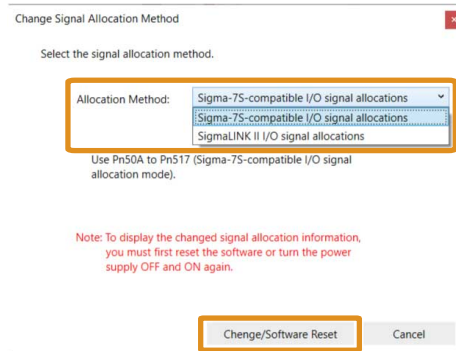 Change Signal Allocation Method
Select the signal allocation method.
Allocation Method:
Sigma-7S-compatible I/O signal allocations
Sigma-7S-compatible I/O signal allocations
SigmaLINK II I/O signal allocations
Use Pn50A to Pn517 (Sigma-7S-compatible I/O signal
allocation mode).
Note: To display the changed signal allocation information,
you must first reset the software or turn the power
supply OFF and ON again.
Chenge/Software Reset
Cancel